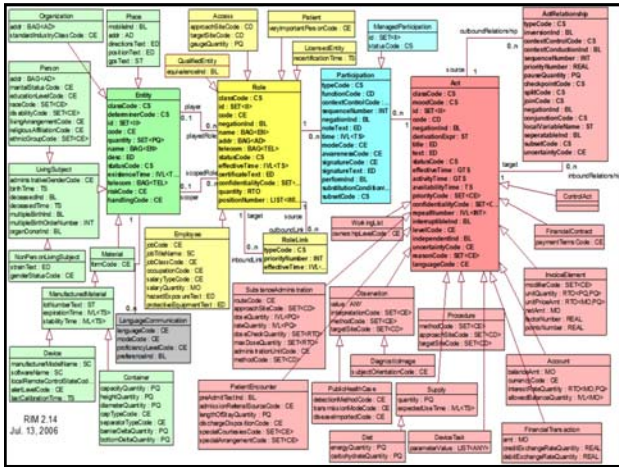 Organization
addr : BAG<AD>
standardIndustryClassCode : CE
Place
mobileInd : BL
addr : AD
directionsText : ED
positionText : ED
gpsText : ST
Access
approachSiteCode : CD
targetSiteCode : CD
gaugeQuantity : PQ
Patient
veryImportantPersonCode : CE
ManagedParticipation
id : SET<II>
statusCode : CS
ActRelationship
typeCode : CS
inversionInd : BL
contextControlCode : CS
contextConductionInd : BL
sequenceNumber : INT
priorityNumber : REAL
pauseQuantity : PQ
checkpointCode : CS
splitCode : CS
joinCode : CS
negationInd : BL
conjunctionCode : CS
localVariableName : ST
seperatableInd : BL
subsetCode : CS
uncertaintyCode : CE
Person
addr : BAG<AD>
maritalStatusCode : CE
educationLevelCode : CE
raceCode : SET<CE>
disabilityCode : SET<CE>
livingArrangementCode : CE
religiousAffiliationCode : CE
ethnicGroupCode : SET<CE>
QualifiedEntity
equivalenceInd : BL
LicensedEntity
recertificationTime : TS
Entity
classCode : CS
determinerCode : CS
id : SET<II>
code : CE
quantity : SET<PQ>
name : BAG<EN>
desc : ED
statusCode : CS
existenceTime : IVL<TS>
telecom : BAG<TEL>
riskCode : CE
handlingCode : CE
Role
classCode : CS
id : SET<II>
code : CE
negationInd : BL
name : BAG<EN>
addr : BAG<AD>
telecom : BAG<TEL>
statusCode : CS
effectiveTime : IVL<TS>
certificateText : ED
confidentialityCode : SET<...
quantity : RTO
positionNumber : LIST<INT...
Participation
typeCode : CS
functionCode : CD
contextControlCode ...
sequenceNumber : INT
negationInd : BL
noteText : ED
time : IVL<TS>
modeCode : CE
awarenessCode : CE
signatureCode : CE
signatureText : ED
performInd : BL
substitutionConditionC...
subsetCode : CS
Act
classCode : CS
moodCode : CS
id : SET<II>
code : CD
negationInd : BL
derivationExpr : ST
title : ED
text : ED
statusCode : CS
effectiveTime : GTS
activityTime : GTS
availabilityTime : TS
priorityCode : SET<CE>
confidentialityCode : SET<...
repeatNumber : IVL<INT>
interruptibleInd : BL
levelCode : CE
independentInd : BL
uncertaintyCode : CE
reasonCode : SET<CE>
languageCode : CE
player
playedRole
scopedRole
scoper
outboundRelationship
source
target
inboundRelationship
outboundLink
inboundLink
source
target
0..n
1
LivingSubject
administrativeGenderCode : CE
birthTime : TS
deceasedInd : BL
deceasedTime : TS
multipleBirthInd : BL
multipleBirthOrderNumber : INT
organDonorInd : BL
NonPersonLivingSubject
strainText : ED
genderStatusCode : CE
Material
formCode : CE
ManufacturedMaterial
lotNumberText : ST
expirationTime : IVL<TS>
stabilityTime : IVL<TS>
Device
manufacturerModelName : SC
softwareName : SC
localRemoteControlStateCod...
alertLevelCode : CE
lastCalibrationTime : TS
Employee
jobCode : CE
jobTitleName : SC
jobClassCode : CE
occupationCode : CE
salaryTypeCode : CE
salaryQuantity : MO
hazardExposureText : ED
protectiveEquipmentText : ED
LanguageCommunication
languageCode : CE
modeCode : CE
proficiencyLevelCode : CE
preferenceInd : BL
Container
capacityQuantity : PQ
heightQuantity : PQ
diameterQuantity : PQ
capTypeCode : CE
separatorTypeCode : CE
barrierDeltaQuantity : PQ
bottomDeltaQuantity : PQ
RoleLink
typeCode : CS
priorityNumber : INT
effectiveTime : IVL<...
WorkingList
ownershipLevelCode : CE
SubstanceAdministration
routeCode : CE
approachSiteCode : SET<CD>
doseQuantity : IVL<PQ>
rateQuantity : IVL<PQ>
doseCheckQuantity : SET<RTO>
maxDoseQuantity : SET<RTO>
administrationUnitCode : CE
methodCode : SET<CE>
targetSiteCode : SET<CD>
Observation
value : ANY
interpretationCode : SET<CE>
methodCode : SET<CE>
targetSiteCode : SET<CD>
DiagnosticImage
subjectOrientationCode : CE
Procedure
methodCode : SET<CE>
approachSiteCode : SET<CD>
targetSiteCode : SET<CD>
PatientEncounter
preAdmitTestInd : BL
admissionReferralSourceCode : CE
lengthOfStayQuantity : PQ
dischargeDispositionCode : CE
specialCourtesiesCode : SET<CE>
specialArrangementCode : SET<CE>
PublicHealthCase
detectionMethodCode : CE
transmissionModeCode : CE
diseaseImportedCode : CE
Supply
quantity : PQ
expectedUseTime : IVL<TS>
Diet
energyQuantity : PQ
carbohydrateQuantity : PQ
DeviceTask
parameterValue : LIST<ANY>
ControlAct
FinancialContract
paymentTermsCode : CE
InvoiceElement
modifierCode : SET<CE>
unitQuantity : RTO<PQ,PQ>
unitPriceAmt : RTO<MO,PQ>
netAmt : MO
factorNumber : REAL
pointsNumber : REAL
Account
balanceAmt : MO
currencyCode : CE
interestRateQuantity : RTO<MO,PQ>
allowedBalanceQuantity : IVL<MO>
FinancialTransaction
amt : MO
creditExchangeRateQuantity : REAL
debitExchangeRateQuantity : REAL
RIM 2.14
Jul. 13, 2006